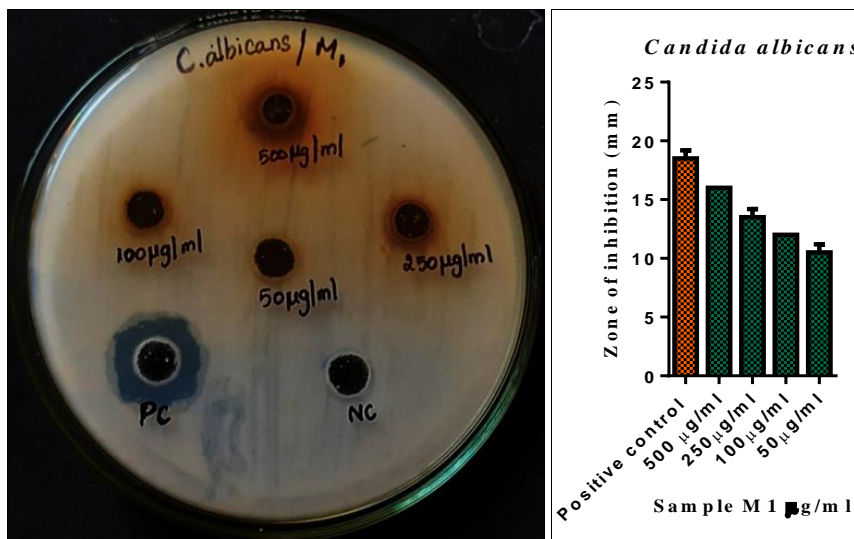 C.albicans / M₁
500µg/ml
100µg/ml
250µg/ml
50µg/ml
PC
NC
Candida albicans
Zone of inhibition (mm)
25
20
15
10
5
0
Positive control
500 µg/ml
250 µg/ml
100 µg/ml
50 µg/ml
Sample M1 µg/ml